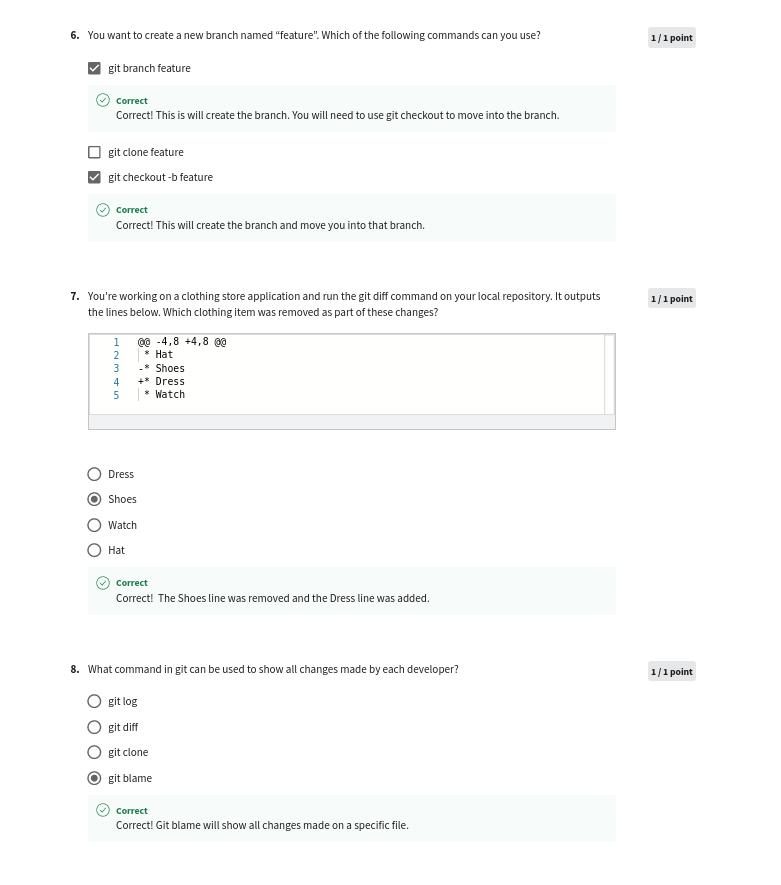 6. You want to create a new branch named “feature”. Which of the following commands can you use?
1 / 1 point
git branch feature
Correct
Correct! This is will create the branch. You will need to use git checkout to move into the branch.
git clone feature
git checkout -b feature
Correct
Correct! This will create the branch and move you into that branch.
7. You’re working on a clothing store application and run the git diff command on your local repository. It outputs
the lines below. Which clothing item was removed as part of these changes?
1 / 1 point
1 @@ -4,8 +4,8 @@
2 * Hat
3 -* Shoes
4 +* Dress
5 * Watch
Dress
Shoes
Watch
Hat
Correct
Correct!  The Shoes line was removed and the Dress line was added.
8. What command in git can be used to show all changes made by each developer?
1 / 1 point
git log
git diff
git clone
git blame
Correct
Correct! Git blame will show all changes made on a specific file.